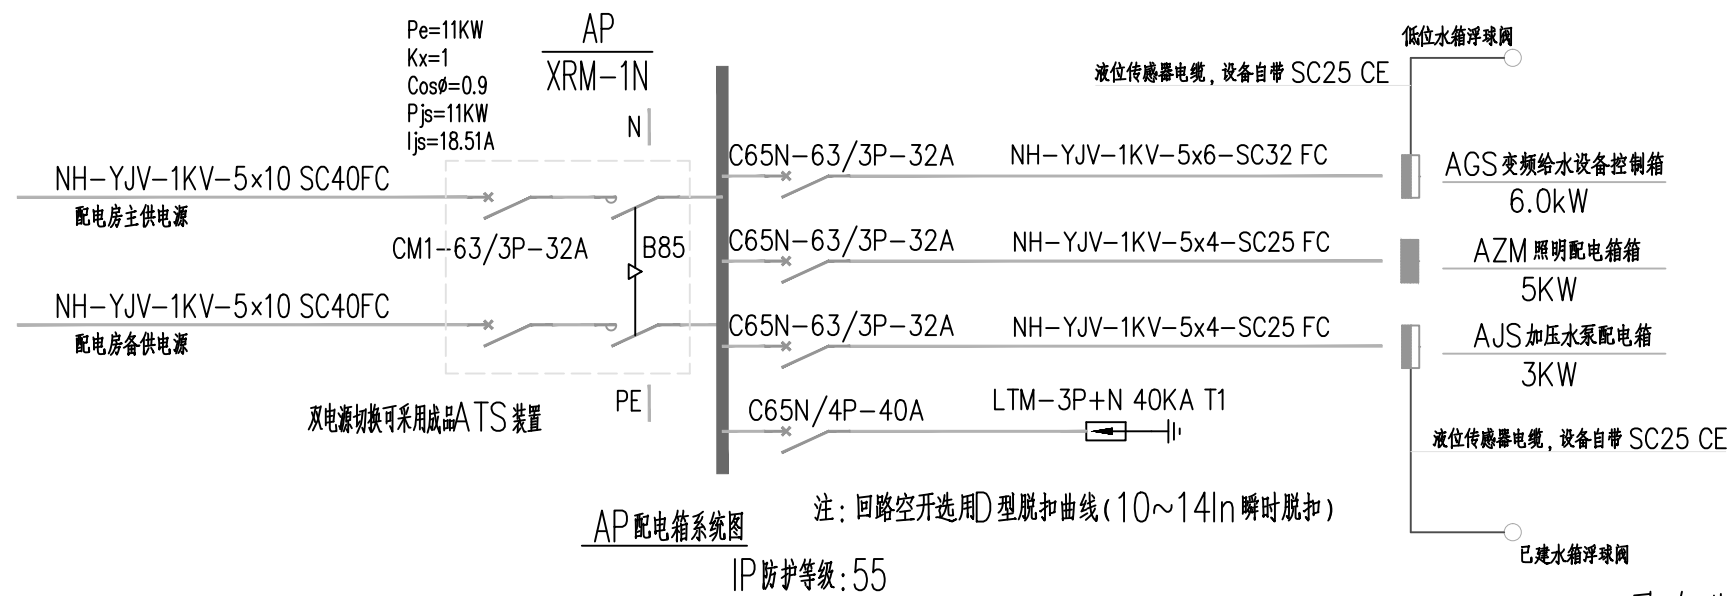 Pe=11KW
Kx=1
Cosø=0.9
Pjs=11KW
Ijs=18.51A
AP
XRM-1N
N
NH-YJV-1KV-5×10 SC40FC
配电房主供电源
CM1-63/3P-32A
B85
NH-YJV-1KV-5×10 SC40FC
配电房备供电源
双电源切换可采用成品ATS装置
PE
C65N-63/3P-32A
NH-YJV-1KV-5x6-SC32 FC
C65N-63/3P-32A
NH-YJV-1KV-5x4-SC25 FC
C65N-63/3P-32A
NH-YJV-1KV-5x4-SC25 FC
C65N/4P-40A
LTM-3P+N 40KA T1
低位水箱浮球阀
液位传感器电缆,设备自带 SC25 CE
AGS变频给水设备控制箱
6.0kW
AZM照明配电箱箱
5KW
AJS加压水泵配电箱
3KW
液位传感器电缆,设备自带 SC25 CE
已建水箱浮球阀
注:回路空开选用D型脱扣曲线(10~14In瞬时脱扣)
AP配电箱系统图
IP防护等级:55